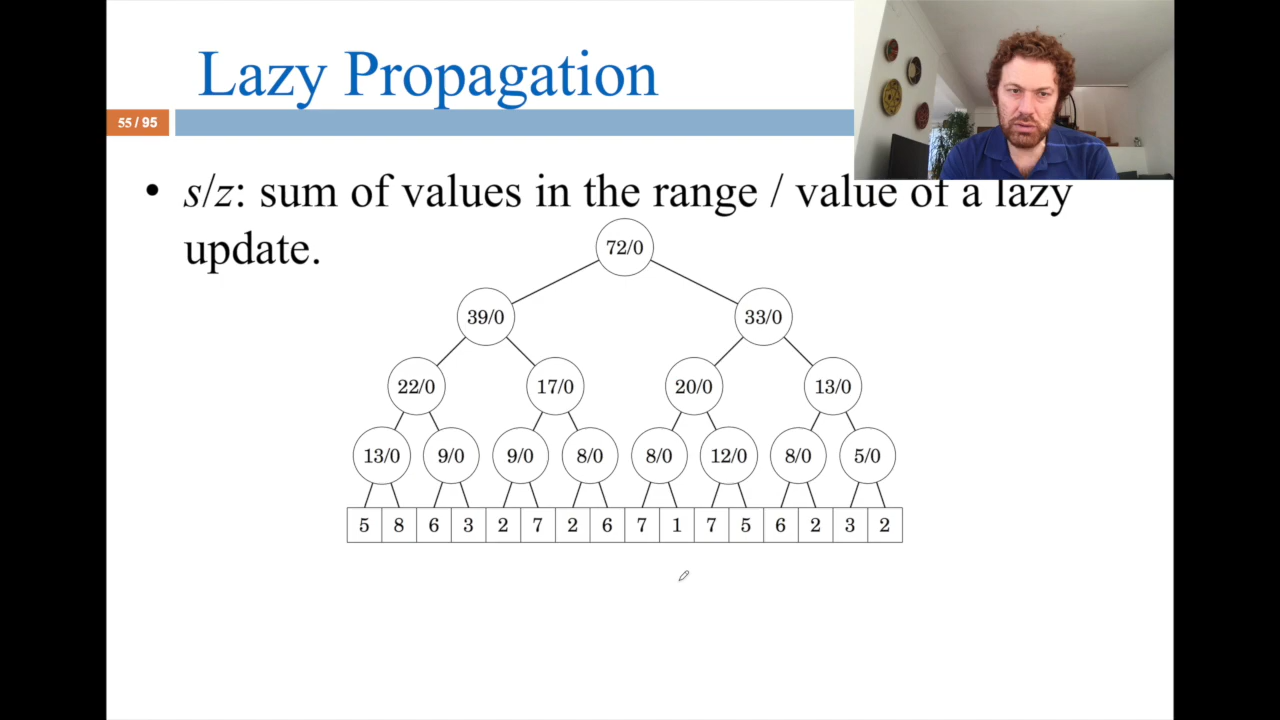 Lazy Propagation
55 / 95
• s/z: sum of values in the range / value of a lazy
update.
72/0
39/0 33/0
22/0 17/0 20/0 13/0
13/0 9/0 9/0 8/0 8/0 12/0 8/0 5/0
5 8 6 3 2 7 2 6 7 1 7 5 6 2 3 2